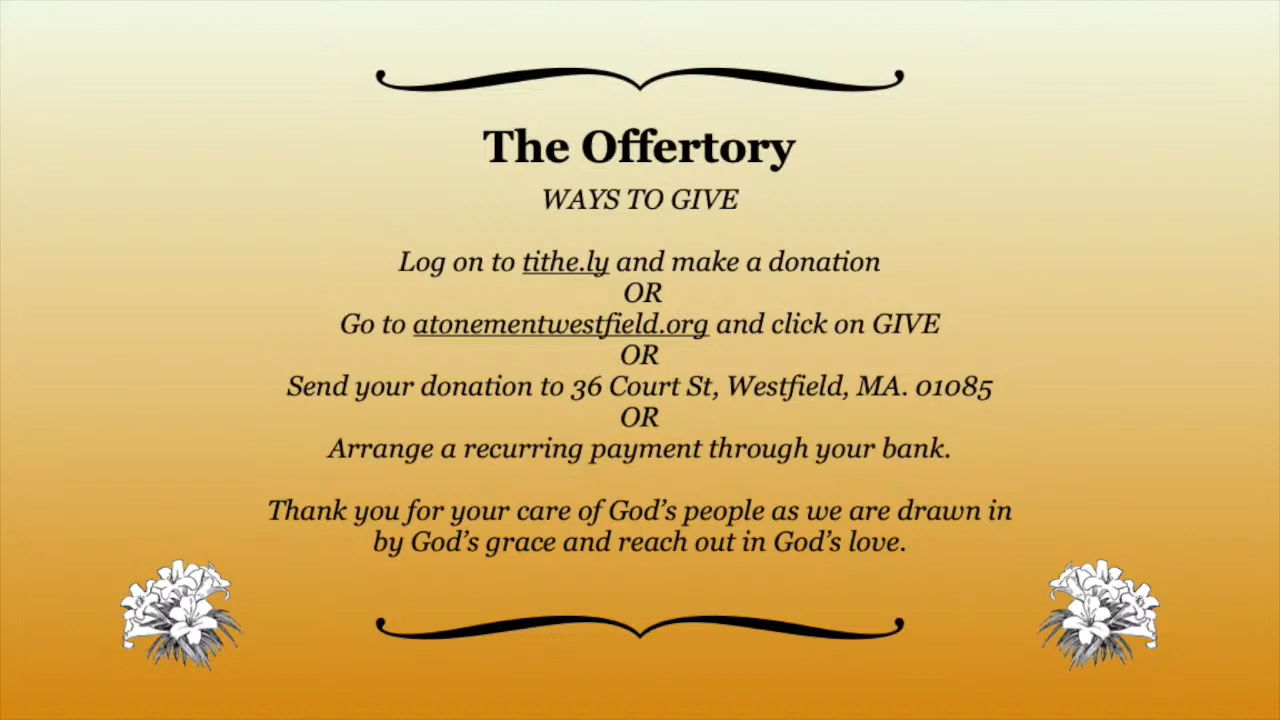 The Offertory
WAYS TO GIVE
Log on to tithe.ly and make a donation
OR
Go to atonementwestfield.org and click on GIVE
OR
Send your donation to 36 Court St, Westfield, MA. 01085
OR
Arrange a recurring payment through your bank.
Thank you for your care of God’s people as we are drawn in
by God’s grace and reach out in God’s love.